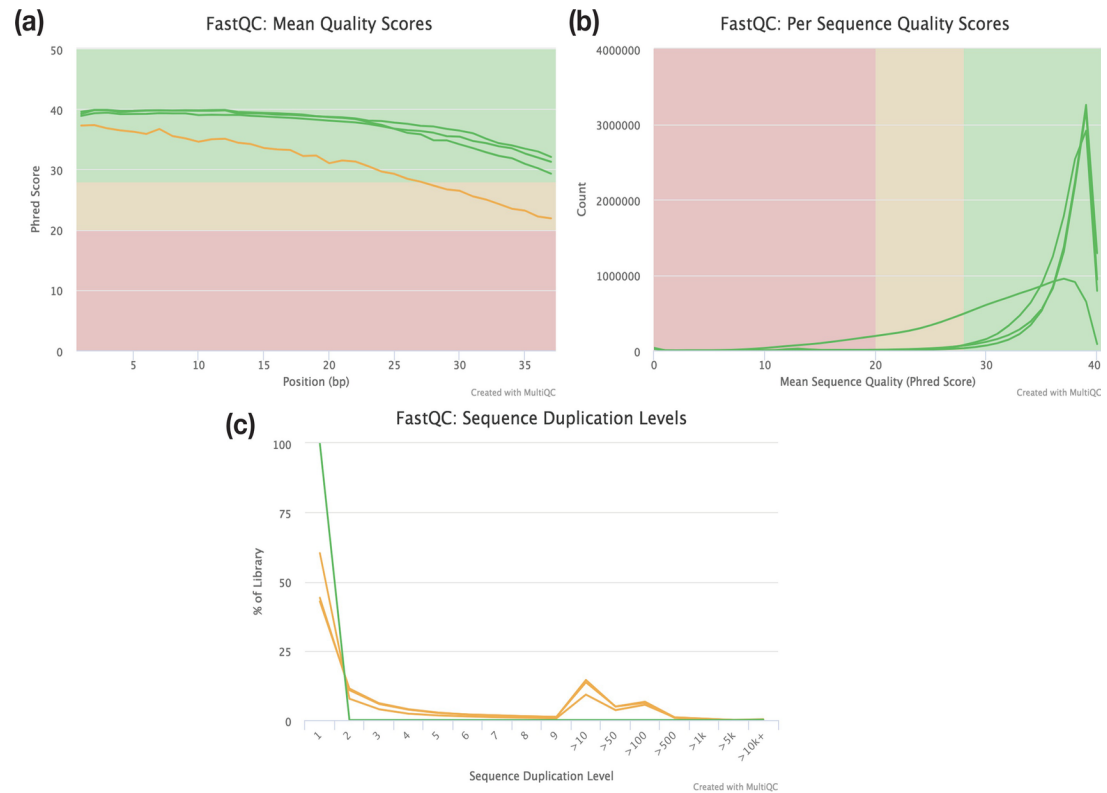 (a)
FastQC: Mean Quality Scores
50
40
30
20
10
0
Phred Score
5
10
15
20
25
30
35
Position (bp)
Created with MultiQC
(b)
FastQC: Per Sequence Quality Scores
4000000
3000000
2000000
1000000
0
Count
0
10
20
30
40
Mean Sequence Quality (Phred Score)
Created with MultiQC
(c)
FastQC: Sequence Duplication Levels
100
75
50
25
0
% of Library
1
2
3
4
5
6
7
8
9
>10
>50
>100
>500
>1k
>5k
>10k+
Sequence Duplication Level
Created with MultiQC